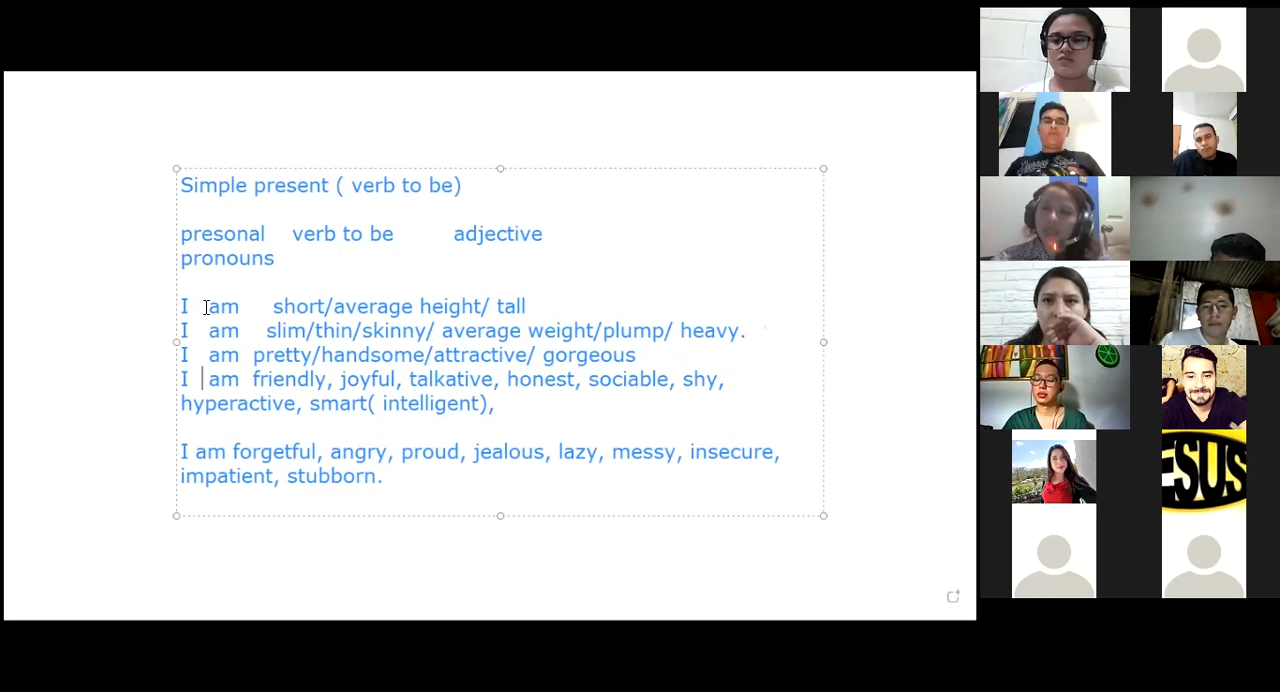 Simple present ( verb to be)
presonal verb to be adjective
pronouns
I am short/average height/ tall
I am slim/thin/skinny/ average weight/plump/ heavy.
I am pretty/handsome/attractive/ gorgeous
I am friendly, joyful, talkative, honest, sociable, shy,
hyperactive, smart( intelligent),
I am forgetful, angry, proud, jealous, lazy, messy, insecure,
impatient, stubborn.
ESUS